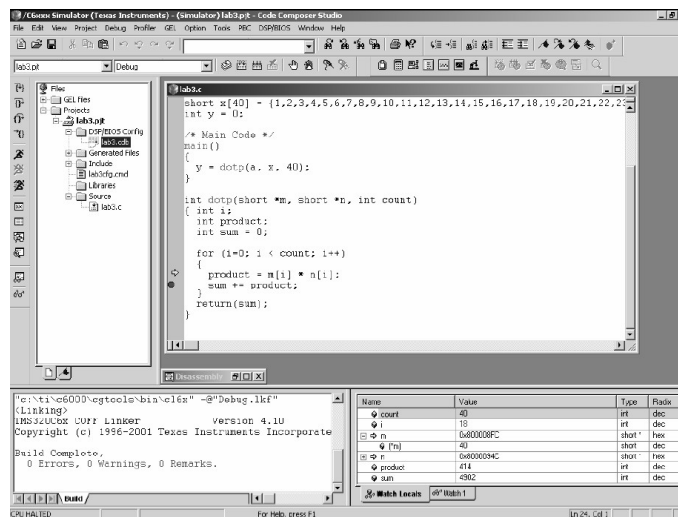 /C6xxx Simulator (Texas Instruments) - (Simulator) lab3.pjt - Code Composer Studio
File Edit View Project Debug Profiler GEL Option Tools PBC DSP/BIOS Window Help
lab3.pjt Debug
Files
GEL files
Projects
lab3.pjt
DSP/BIOS Config
lab3.cdb
Generated Files
Include
lab3cfg.cmd
Libraries
Source
lab3.c
lab3.c
short x[40] = {1,2,3,4,5,6,7,8,9,10,11,12,13,14,15,16,17,18,19,20,21,22,23
int y = 0;
/* Main Code */
main()
{
y = dotp(a, x, 40);
}
int dotp(short *m, short *n, int count)
{ int i;
int product;
int sum = 0;
for (i=0; i < count; i++)
{
product = m[i] * n[i];
sum += product;
}
return(sum);
}
Disassembly
"c:\ti\c6000\cgtools\bin\cl6x" -@"Debug.lkf"
<Linking>
TMS320C6x COFF Linker Version 4.10
Copyright (c) 1996-2001 Texas Instruments Incorporate
Build Complete,
0 Errors, 0 Warnings, 0 Remarks.
Build
Name Value Type Radix
count 40 int dec
i 18 int dec
m 0x800008FC short * hex
(*m) 40 short dec
n 0x8000094C short * hex
product 414 int dec
sum 4902 int dec
Watch Locals Watch 1
CPU HALTED For Help, press F1 Ln 24, Col 1